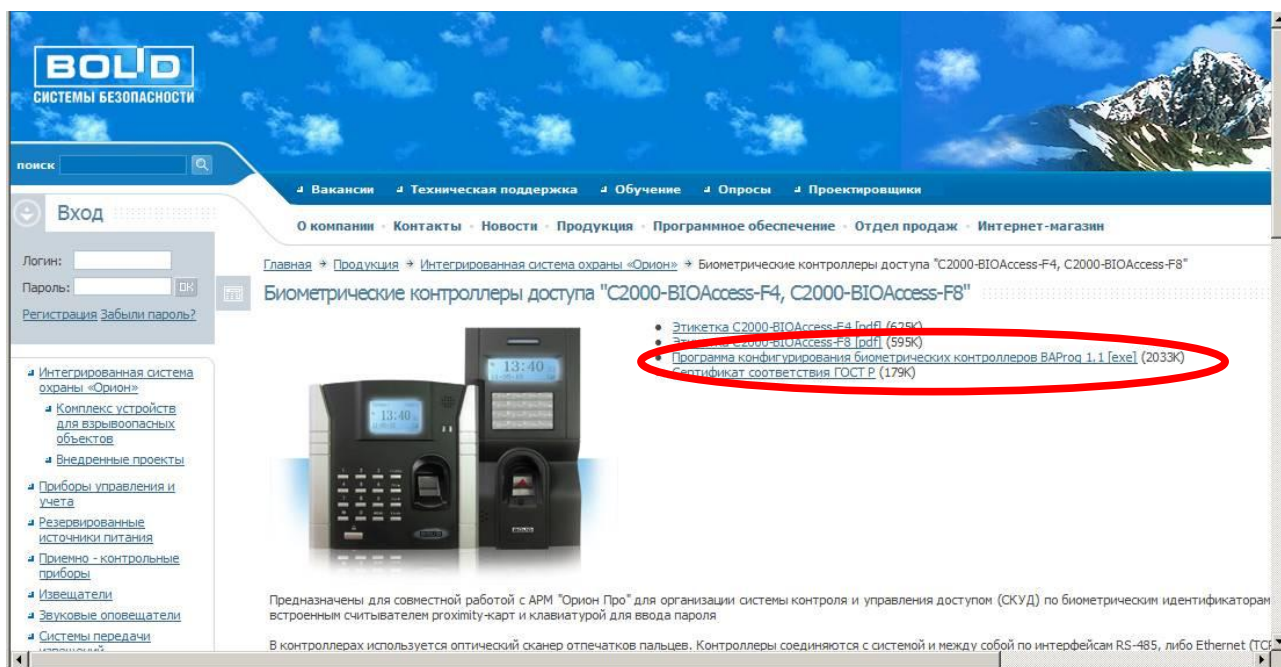 BOLID
СИСТЕМЫ БЕЗОПАСНОСТИ
поиск
Вакансии Техническая поддержка Обучение Опросы Проектировщики
О компании · Контакты · Новости · Продукция · Программное обеспечение · Отдел продаж · Интернет-магазин
Вход
Логин:
Пароль: OK
Регистрация Забыли пароль?
Главная → Продукция → Интегрированная система охраны «Орион» → Биометрические контроллеры доступа "С2000-BIOAccess-F4, С2000-BIOAccess-F8"
Биометрические контроллеры доступа "С2000-BIOAccess-F4, С2000-BIOAccess-F8"
Этикетка С2000-BIOAccess-F4 [pdf] (625K)
Этикетка С2000-BIOAccess-F8 [pdf] (595K)
Программа конфигурирования биометрических контроллеров BAProg 1.1 [exe] (2033K)
Сертификат соответствия ГОСТ Р (179K)
13:40
13:40
BOLID
BOLID
Интегрированная система
охраны «Орион»
Комплекс устройств
для взрывоопасных
объектов
Внедренные проекты
Приборы управления и
учета
Резервированные
источники питания
Приемно - контрольные
приборы
Извещатели
Звуковые оповещатели
Системы передачи
извещений
Предназначены для совместной работой с АРМ "Орион Про" для организации системы контроля и управления доступом (СКУД) по биометрическим идентификаторам
встроенным считывателем proximity-карт и клавиатурой для ввода пароля
В контроллерах используется оптический сканер отпечатков пальцев. Контроллеры соединяются с системой и между собой по интерфейсам RS-485, либо Ethernet (TCP